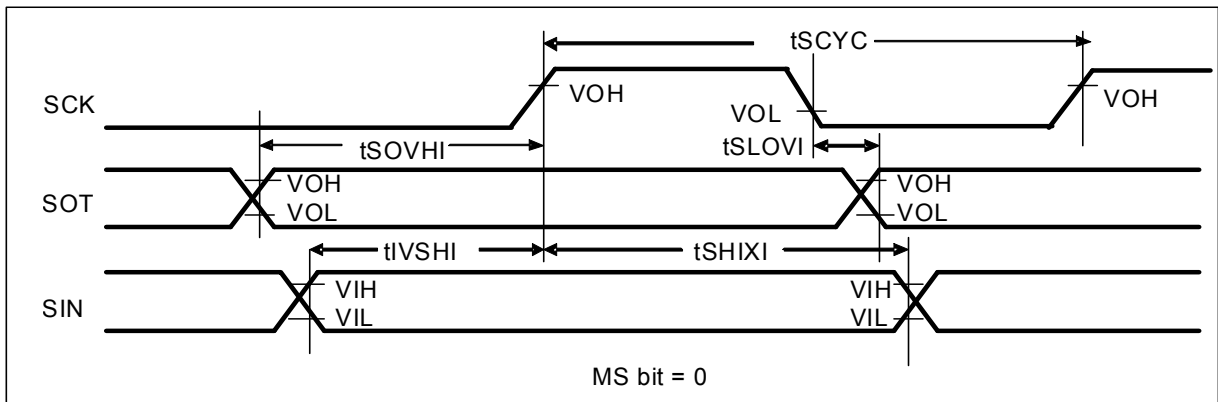 tSCYC
SCK
VOH
VOL
VOH
tSOVHI
tSLOVI
SOT
VOH
VOL
VOH
VOL
tIVSHI
tSHIXI
SIN
VIH
VIL
VIH
VIL
MS bit = 0